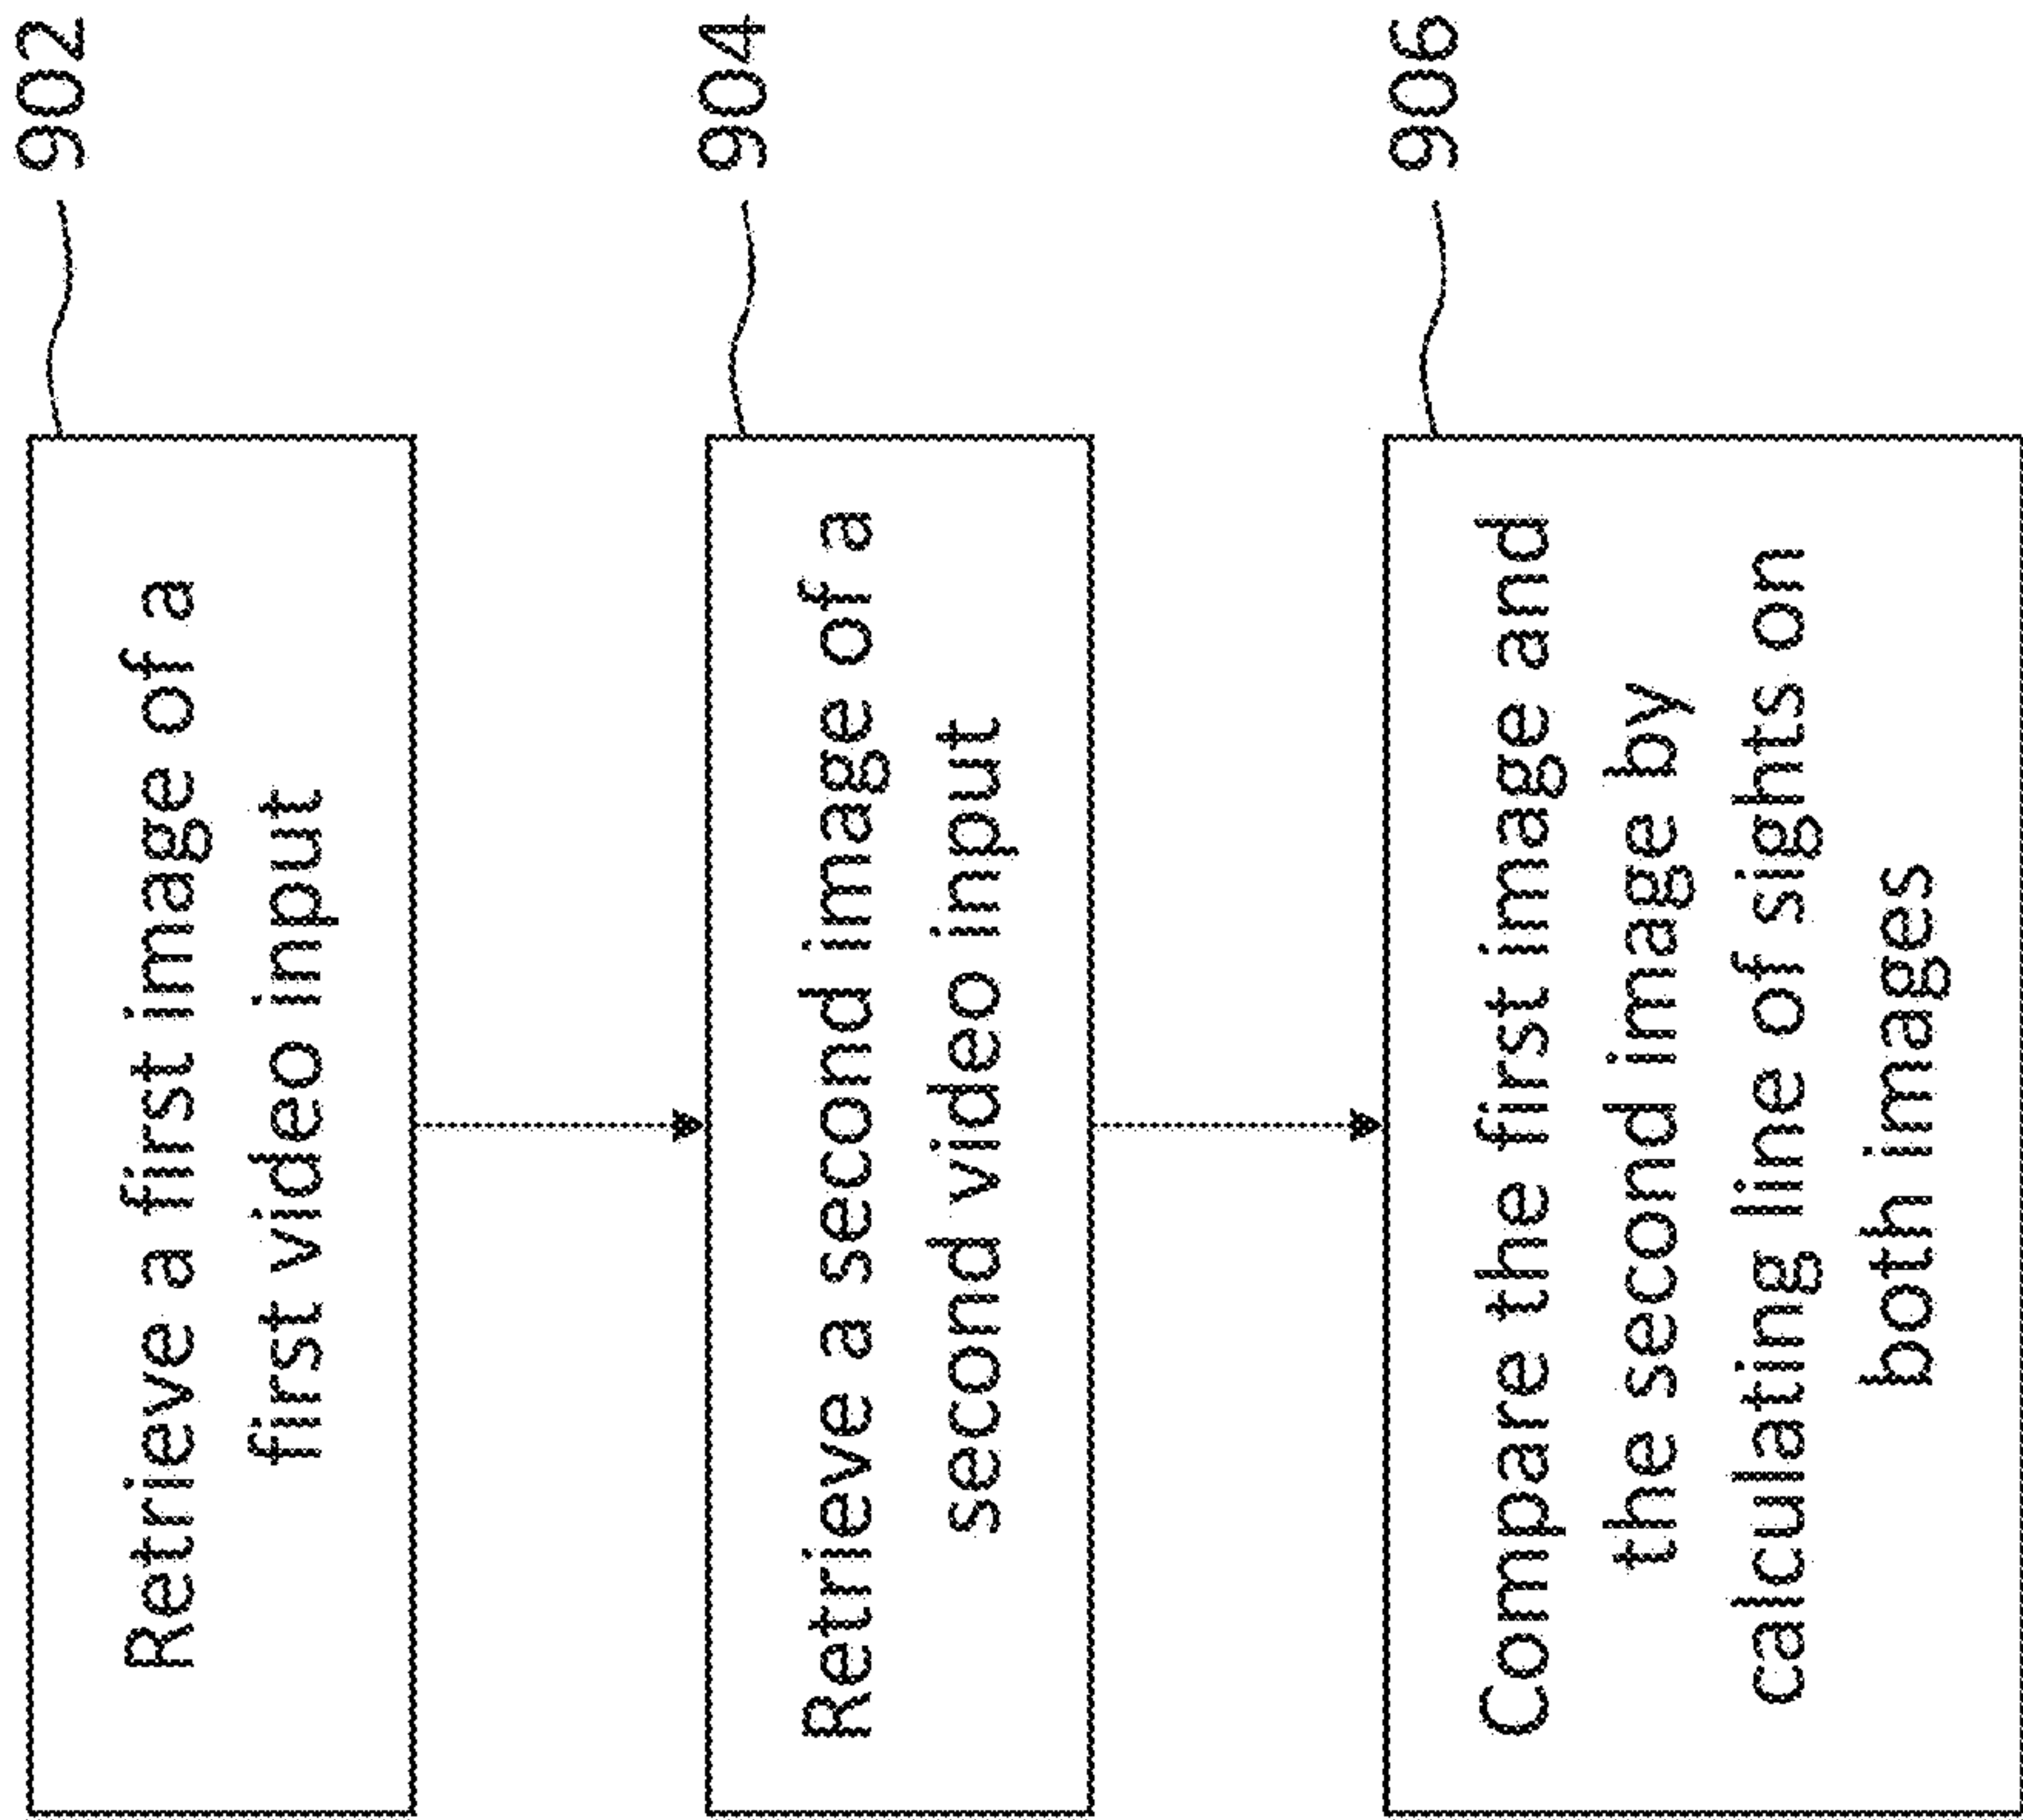 902
Retrieve a first image of a
first video input
904
Retrieve a second image of a
second video input
906
Compare the first image and
the second image by
calculating line of sights on
both images